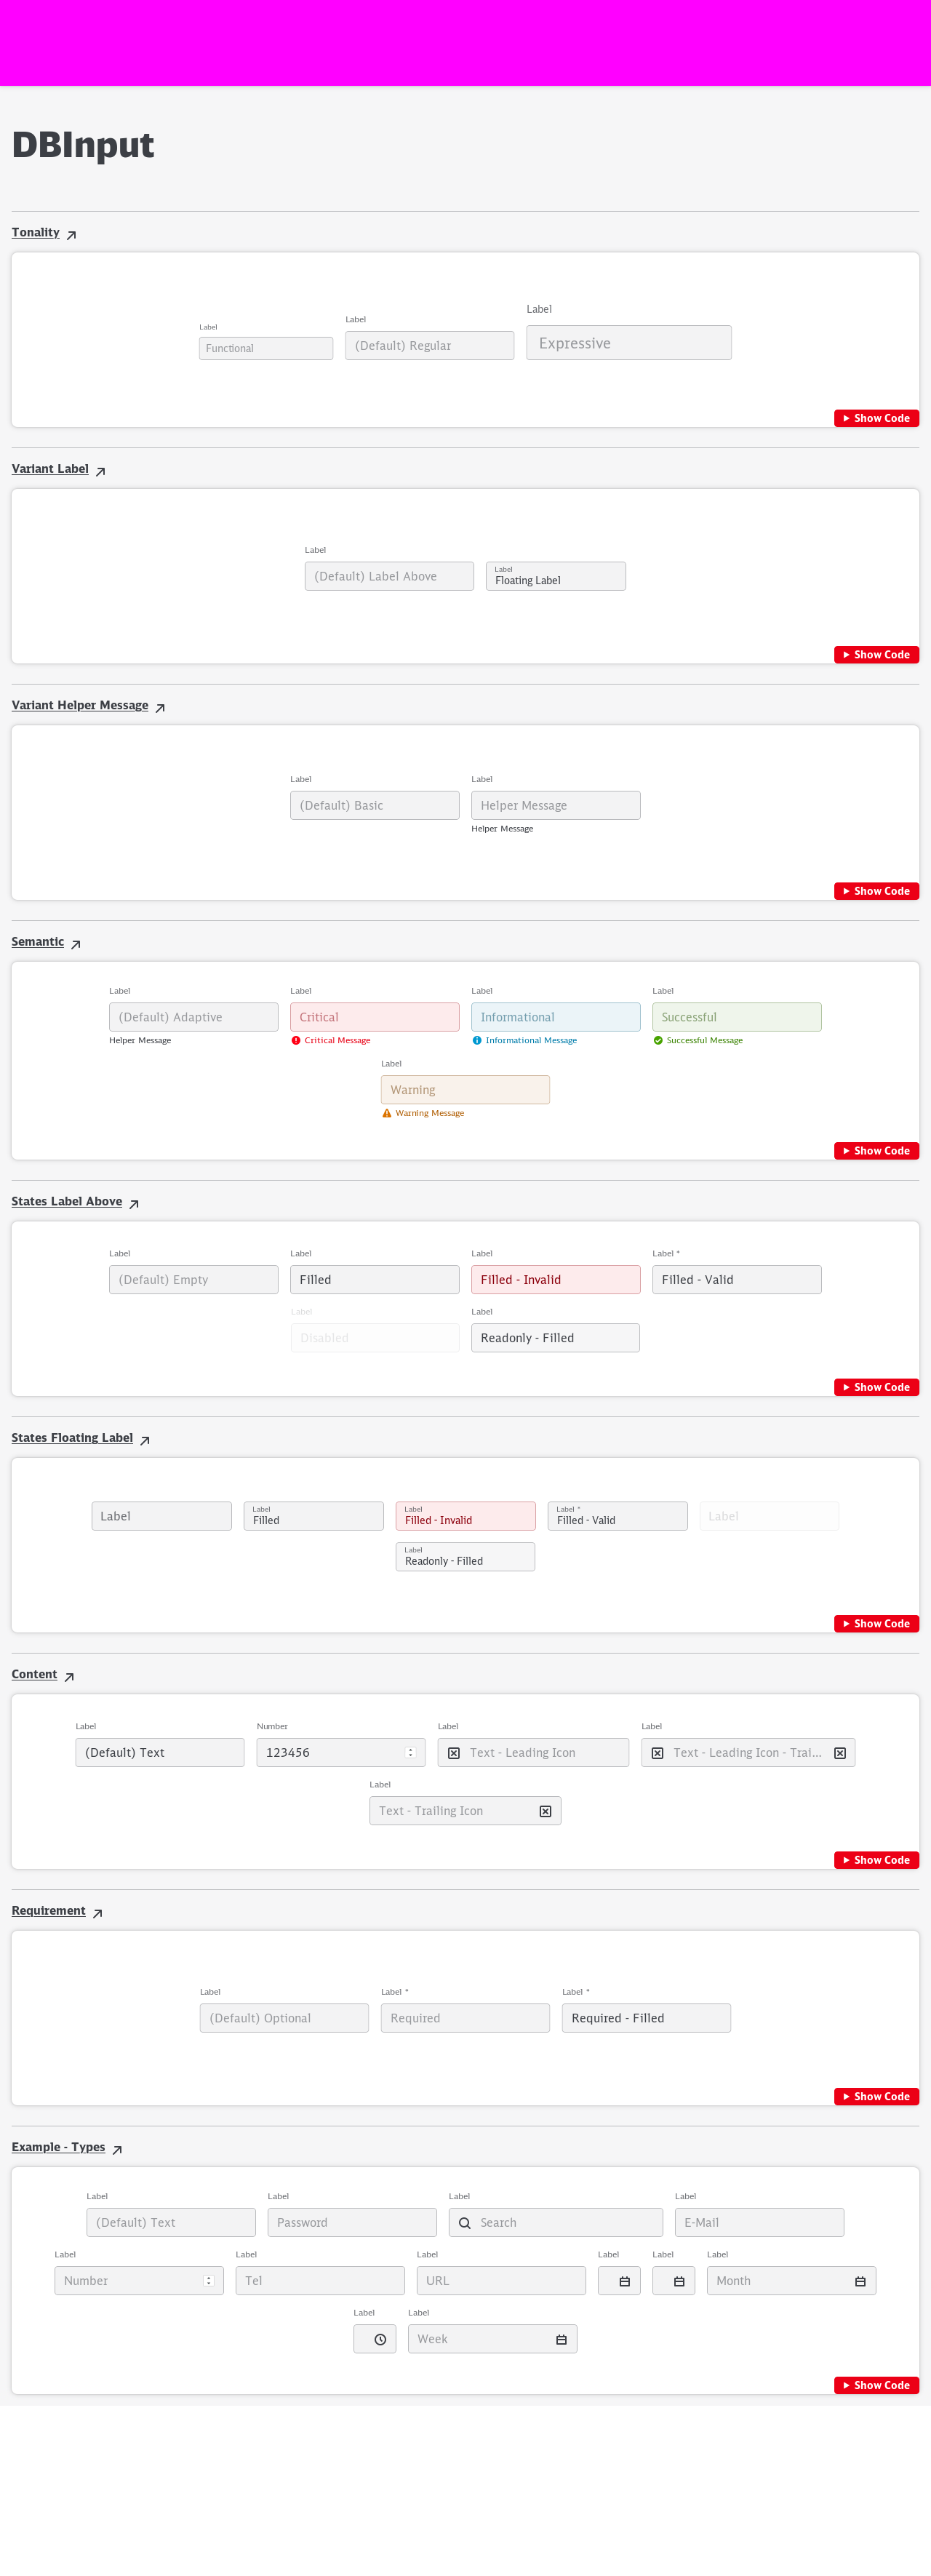 DBInput
Tonality
Label
Label
Label
Functional
(Default) Regular
Expressive
Show Code
Variant Label
Label
(Default) Label Above
Label
Floating Label
Show Code
Variant Helper Message
Label
Label
(Default) Basic
Helper Message
Helper Message
Show Code
Semantic
Label
Label
Label
Label
(Default) Adaptive
Critical
Informational
Successful
Helper Message
Critical Message
Informational Message
Successful Message
Label
Warning
Warning Message
Show Code
States Label Above
Label
Label
Label
Label *
(Default) Empty
Filled
Filled - Invalid
Filled - Valid
Label
Label
Disabled
Readonly - Filled
Show Code
States Floating Label
Label
Label
Filled
Label
Filled - Invalid
Label *
Filled - Valid
Label
Label
Readonly - Filled
Show Code
Content
Label
Number
Label
Label
(Default) Text
123456
Text - Leading Icon
Text - Leading Icon - Trai...
Label
Text - Trailing Icon
Show Code
Requirement
Label
Label *
Label *
(Default) Optional
Required
Required - Filled
Show Code
Example - Types
Label
Label
Label
Label
(Default) Text
Password
Search
E-Mail
Label
Label
Label
Label
Label
Label
Number
Tel
URL
Month
Label
Label
Week
Show Code